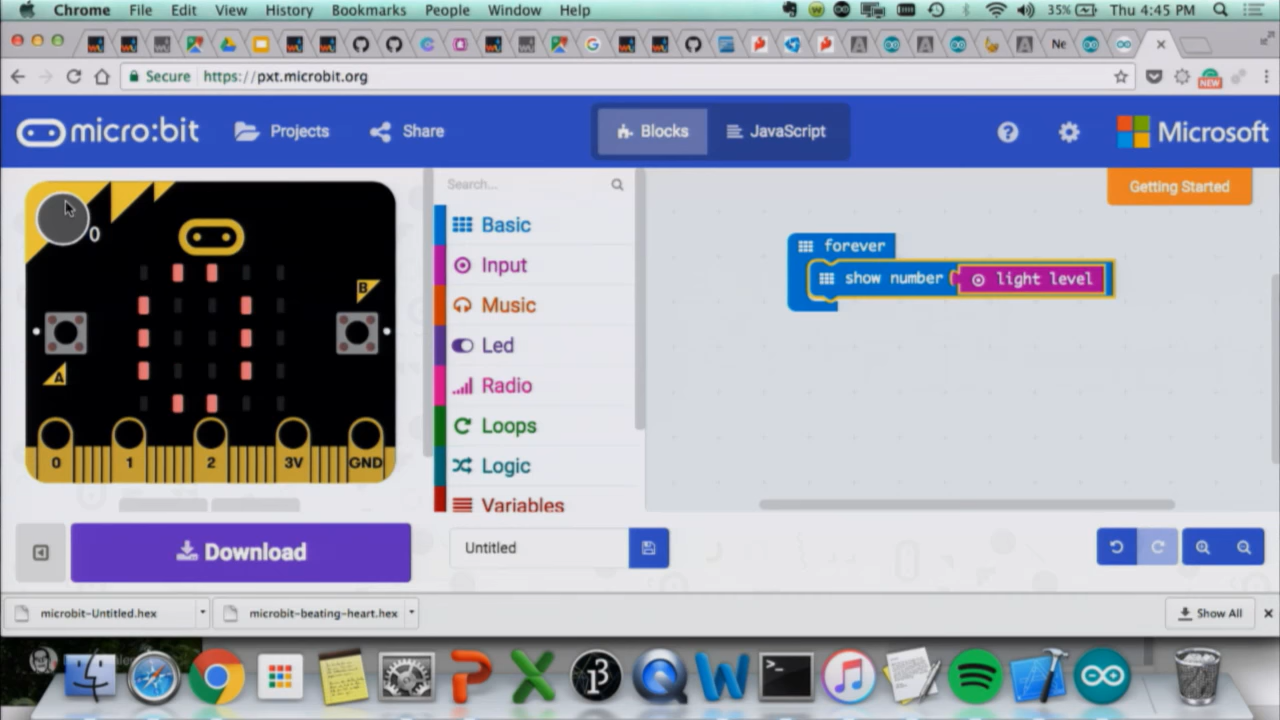 Chrome File Edit View History Bookmarks People Window Help 35% Thu 4:45 PM
Ne
Secure https://pxt.microbit.org NEW
micro:bit Projects Share Blocks JavaScript ? Microsoft
Search... Getting Started
0
Basic
forever
Input
show number light level
B
Music
Led
A
Radio
Loops
0 1 2 3V GND
Logic
Variables
Download
Untitled
microbit-Untitled.hex microbit-beating-heart.hex Show All